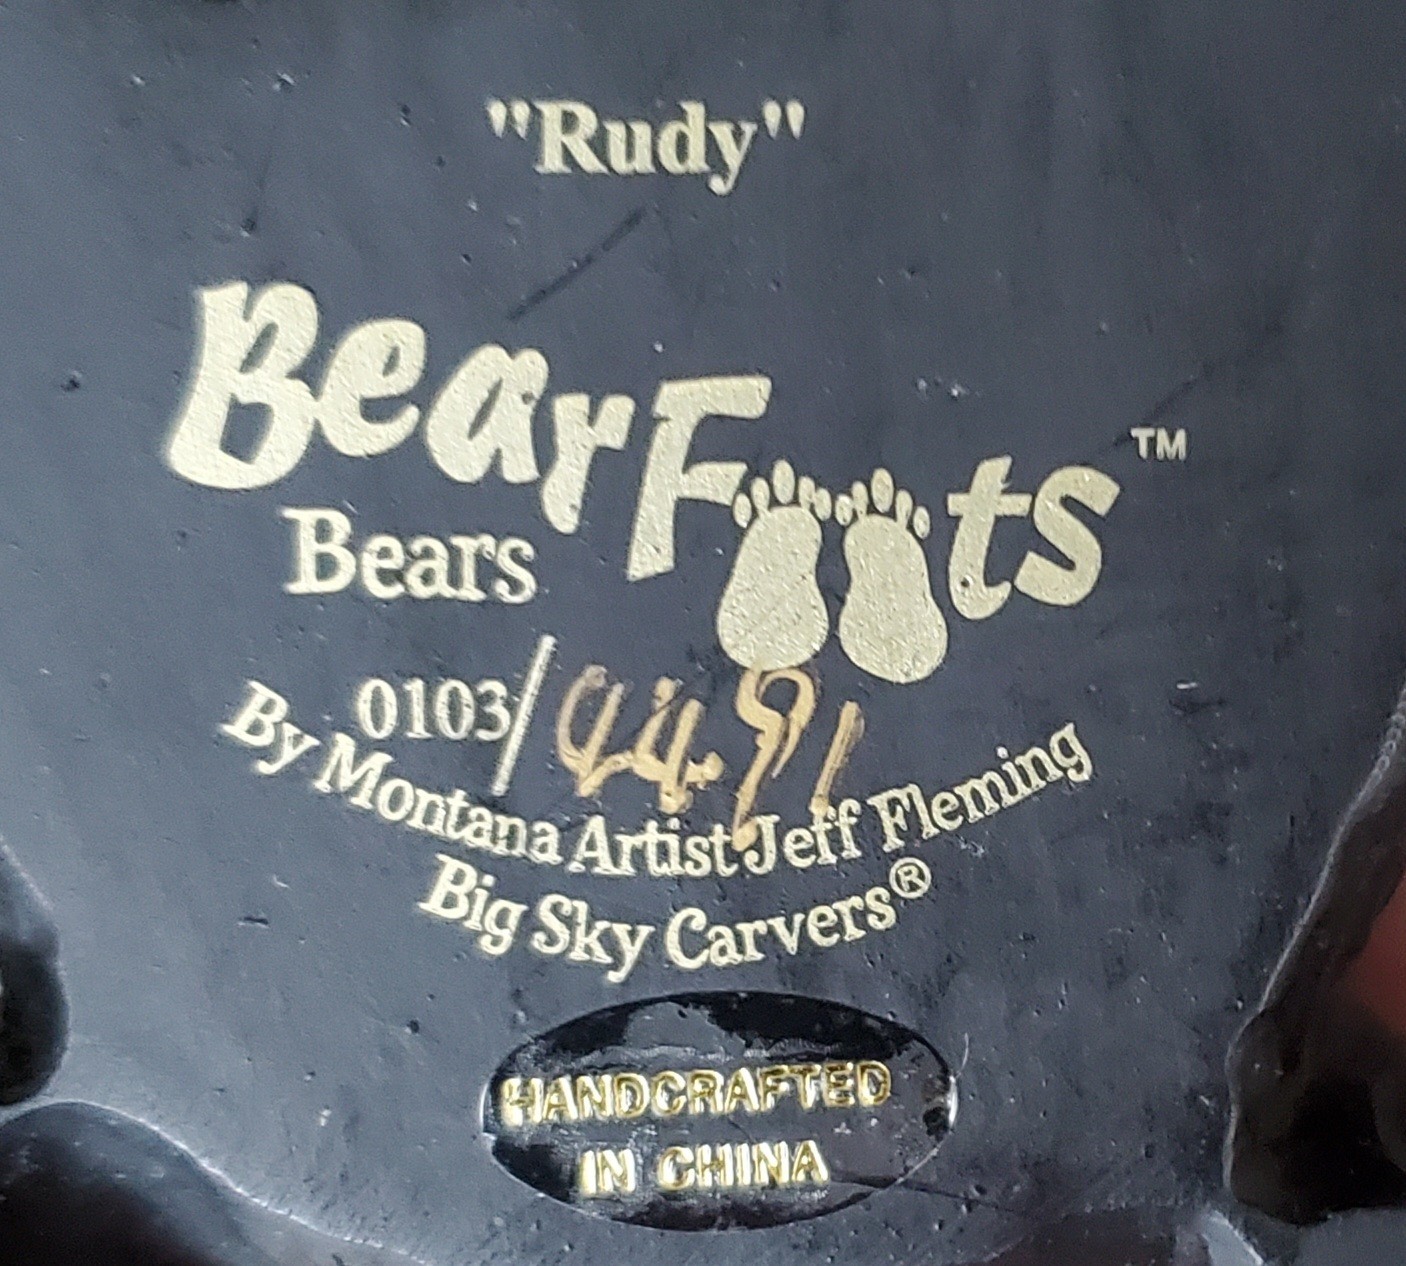 "Rudy"
BearFoots™
Bears
0103/4491
By Montana Artist Jeff Fleming
Big Sky Carvers®
HANDCRAFTED
IN CHINA